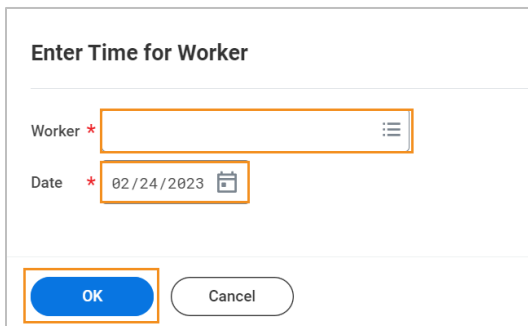 Enter Time for Worker
Worker *
Date * 02/24/2023
OK Cancel